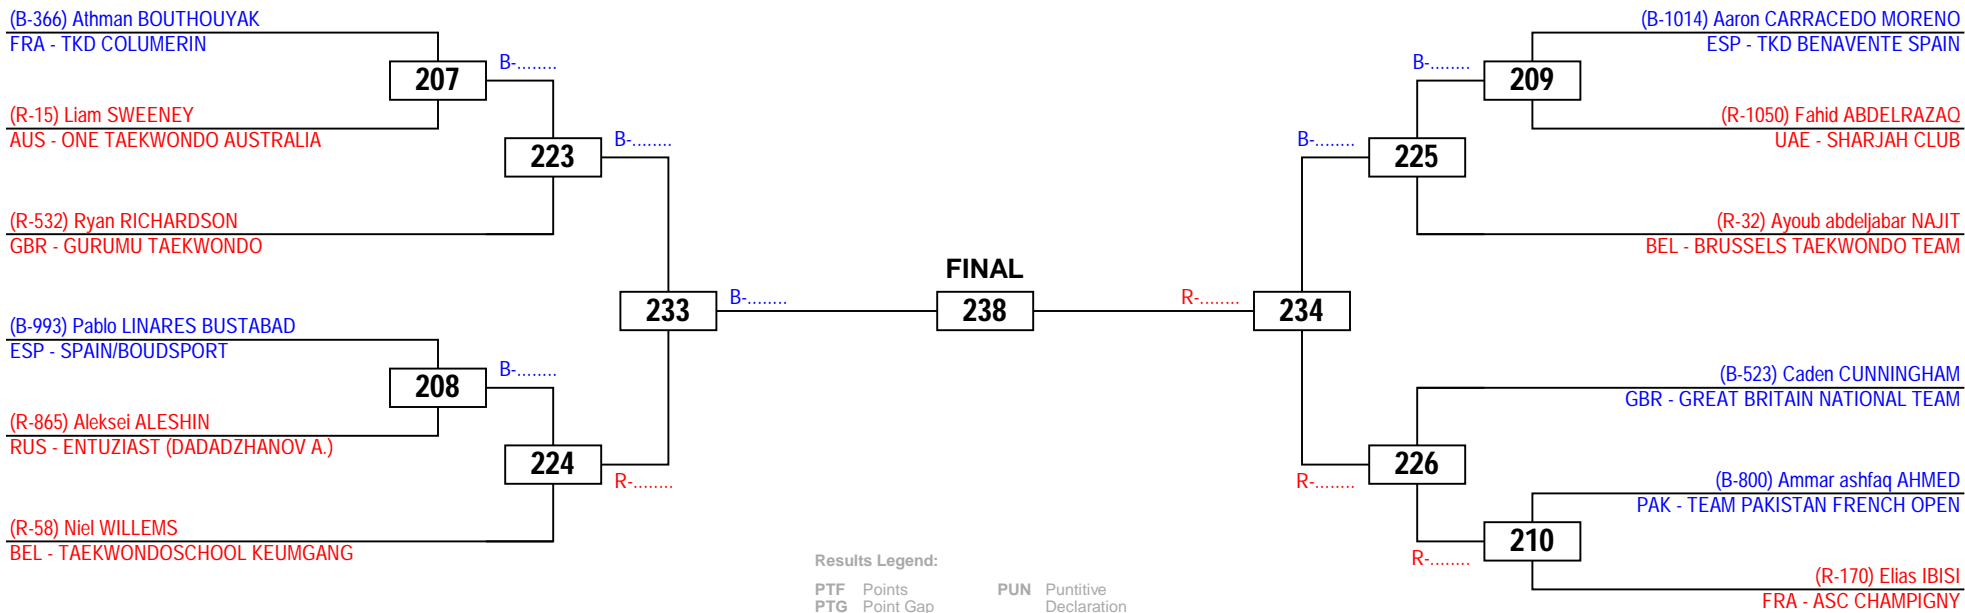 (B-366) Athman BOUTHOUYAK
FRA - TKD COLUMERIN
B-........
207
(R-15) Liam SWEENEY
AUS - ONE TAEKWONDO AUSTRALIA
B-........
223
(R-532) Ryan RICHARDSON
GBR - GURUMU TAEKWONDO
B-........
233
(B-993) Pablo LINARES BUSTABAD
ESP - SPAIN/BOUDSPORT
B-........
208
(R-865) Aleksei ALESHIN
RUS - ENTUZIAST (DADADZHANOV A.)
224
R-........
(R-58) Niel WILLEMS
BEL - TAEKWONDOSCHOOL KEUMGANG
FINAL
238
(B-1014) Aaron CARRACEDO MORENO
ESP - TKD BENAVENTE SPAIN
B-........
209
(R-1050) Fahid ABDELRAZAQ
UAE - SHARJAH CLUB
B-........
225
(R-32) Ayoub abdeljabar NAJIT
BEL - BRUSSELS TAEKWONDO TEAM
R-........
234
(B-523) Caden CUNNINGHAM
GBR - GREAT BRITAIN NATIONAL TEAM
226
R-........
(B-800) Ammar ashfaq AHMED
PAK - TEAM PAKISTAN FRENCH OPEN
210
R-........
(R-170) Elias IBISI
FRA - ASC CHAMPIGNY
Results Legend:
PTF Points PUN Puntitive
PTG Point Gap Declaration